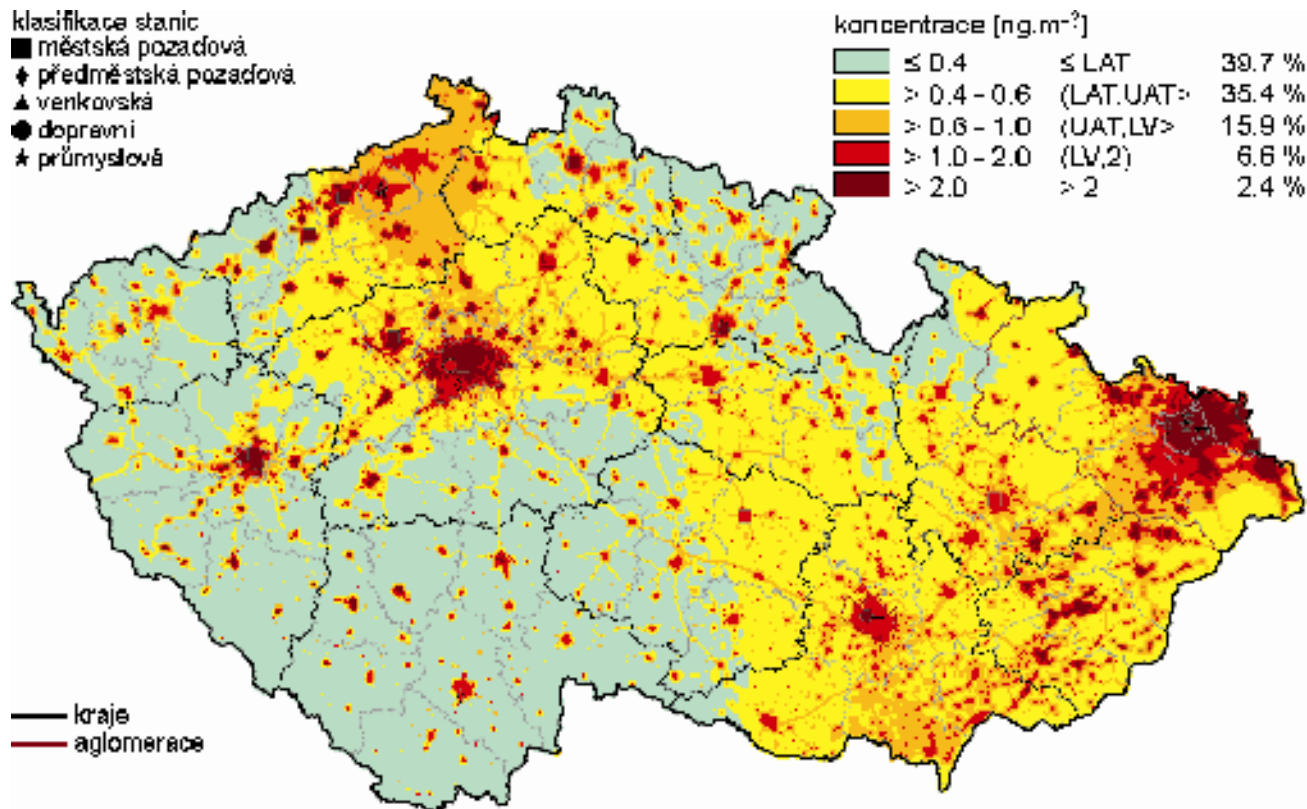 klasifikace stanic
městská pozaďová
předměstská pozaďová
venkovská
dopravní
průmyslová
koncentrace [ng.m⁻³]
≤ 0.4 ≤ LAT 39.7 %
> 0.4 - 0.6 (LAT,UAT> 35.4 %
> 0.6 - 1.0 (UAT,LV> 15.9 %
> 1.0 - 2.0 (LV,2) 6.6 %
> 2.0 > 2 2.4 %
kraje
aglomerace